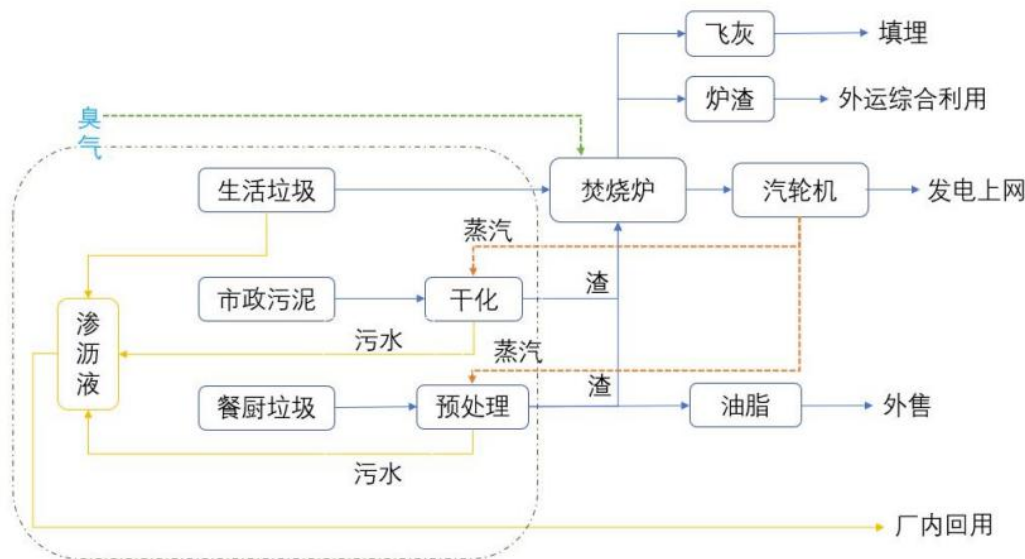 飞灰
填埋
炉渣
外运综合利用
臭
气
生活垃圾
焚烧炉
汽轮机
发电上网
蒸汽
渣
市政污泥
干化
渗
沥
液
污水
蒸汽
渣
餐厨垃圾
预处理
油脂
外售
污水
厂内回用